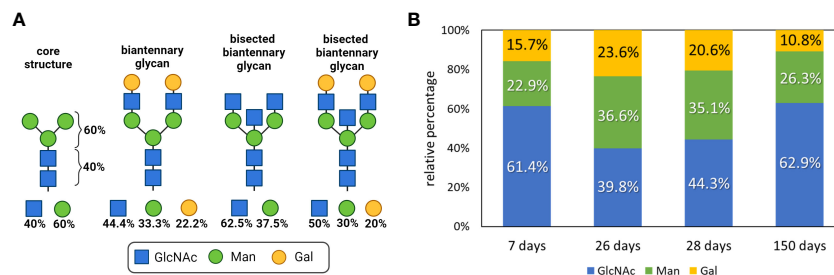 A
core
structure
60%
40%
40% 60%
biantennary
glycan
44.4% 33.3% 22.2%
bisected
biantennary
glycan
62.5% 37.5%
bisected
biantennary
glycan
50% 30% 20%
GlcNAc Man Gal
B
relative percentage
100%
80%
60%
40%
20%
0%
15.7% 23.6% 20.6% 10.8%
22.9% 36.6% 35.1% 26.3%
61.4% 39.8% 44.3% 62.9%
7 days 26 days 28 days 150 days
GlcNAc Man Gal